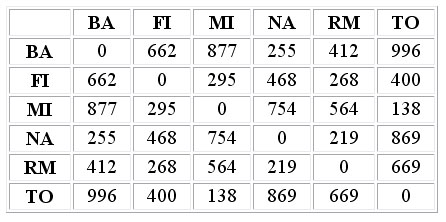 BA FI MI NA RM TO
BA 0 662 877 255 412 996
FI 662 0 295 468 268 400
MI 877 295 0 754 564 138
NA 255 468 754 0 219 869
RM 412 268 564 219 0 669
TO 996 400 138 869 669 0